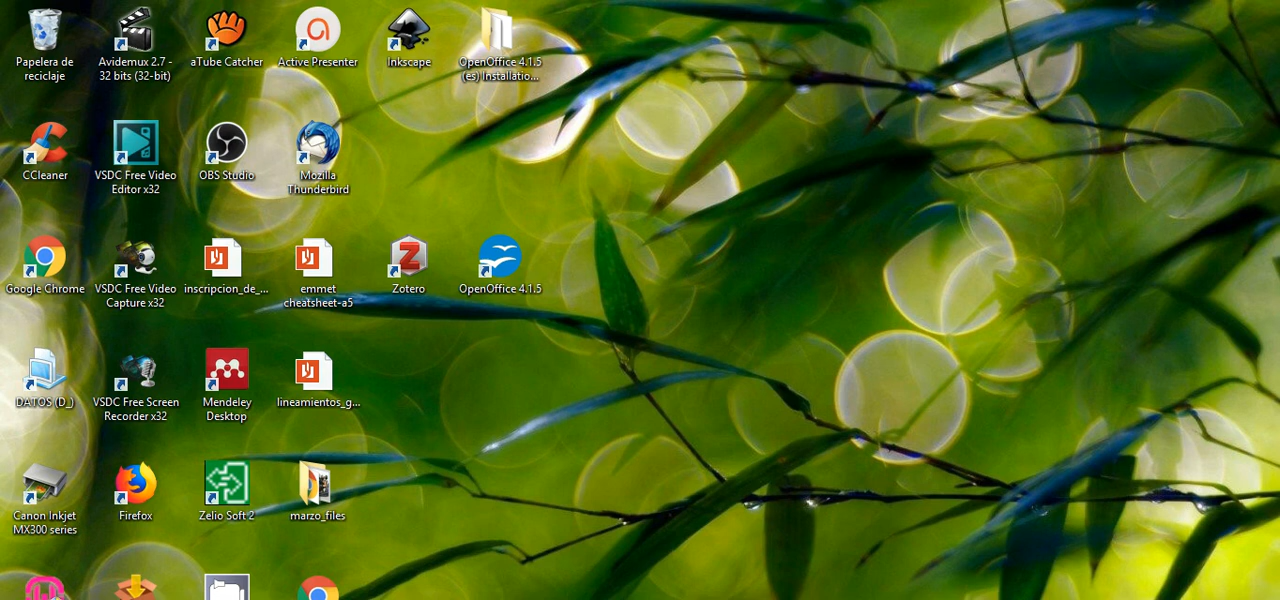 Papelera de
reciclaje
Avidemux 2.7 -
32 bits (32-bit)
aTube Catcher
Active Presenter
Inkscape
OpenOffice 4.1.5
(es) Installatio...
CCleaner
VSDC Free Video
Editor x32
OBS Studio
Mozilla
Thunderbird
Google Chrome
VSDC Free Video
Capture x32
inscripcion_de_...
emmet
cheatsheet-a5
Zotero
OpenOffice 4.1.5
DATOS (D_)
VSDC Free Screen
Recorder x32
Mendeley
Desktop
lineamientos_g...
Canon Inkjet
MX300 series
Firefox
Zelio Soft 2
marzo_files